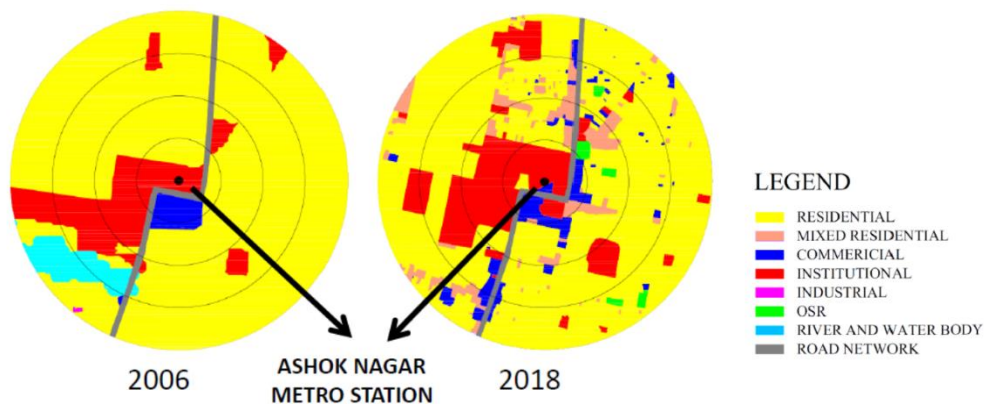 LEGEND
RESIDENTIAL
MIXED RESIDENTIAL
COMMERICIAL
INSTITUTIONAL
INDUSTRIAL
OSR
RIVER AND WATER BODY
ROAD NETWORK
2006
ASHOK NAGAR
METRO STATION
2018